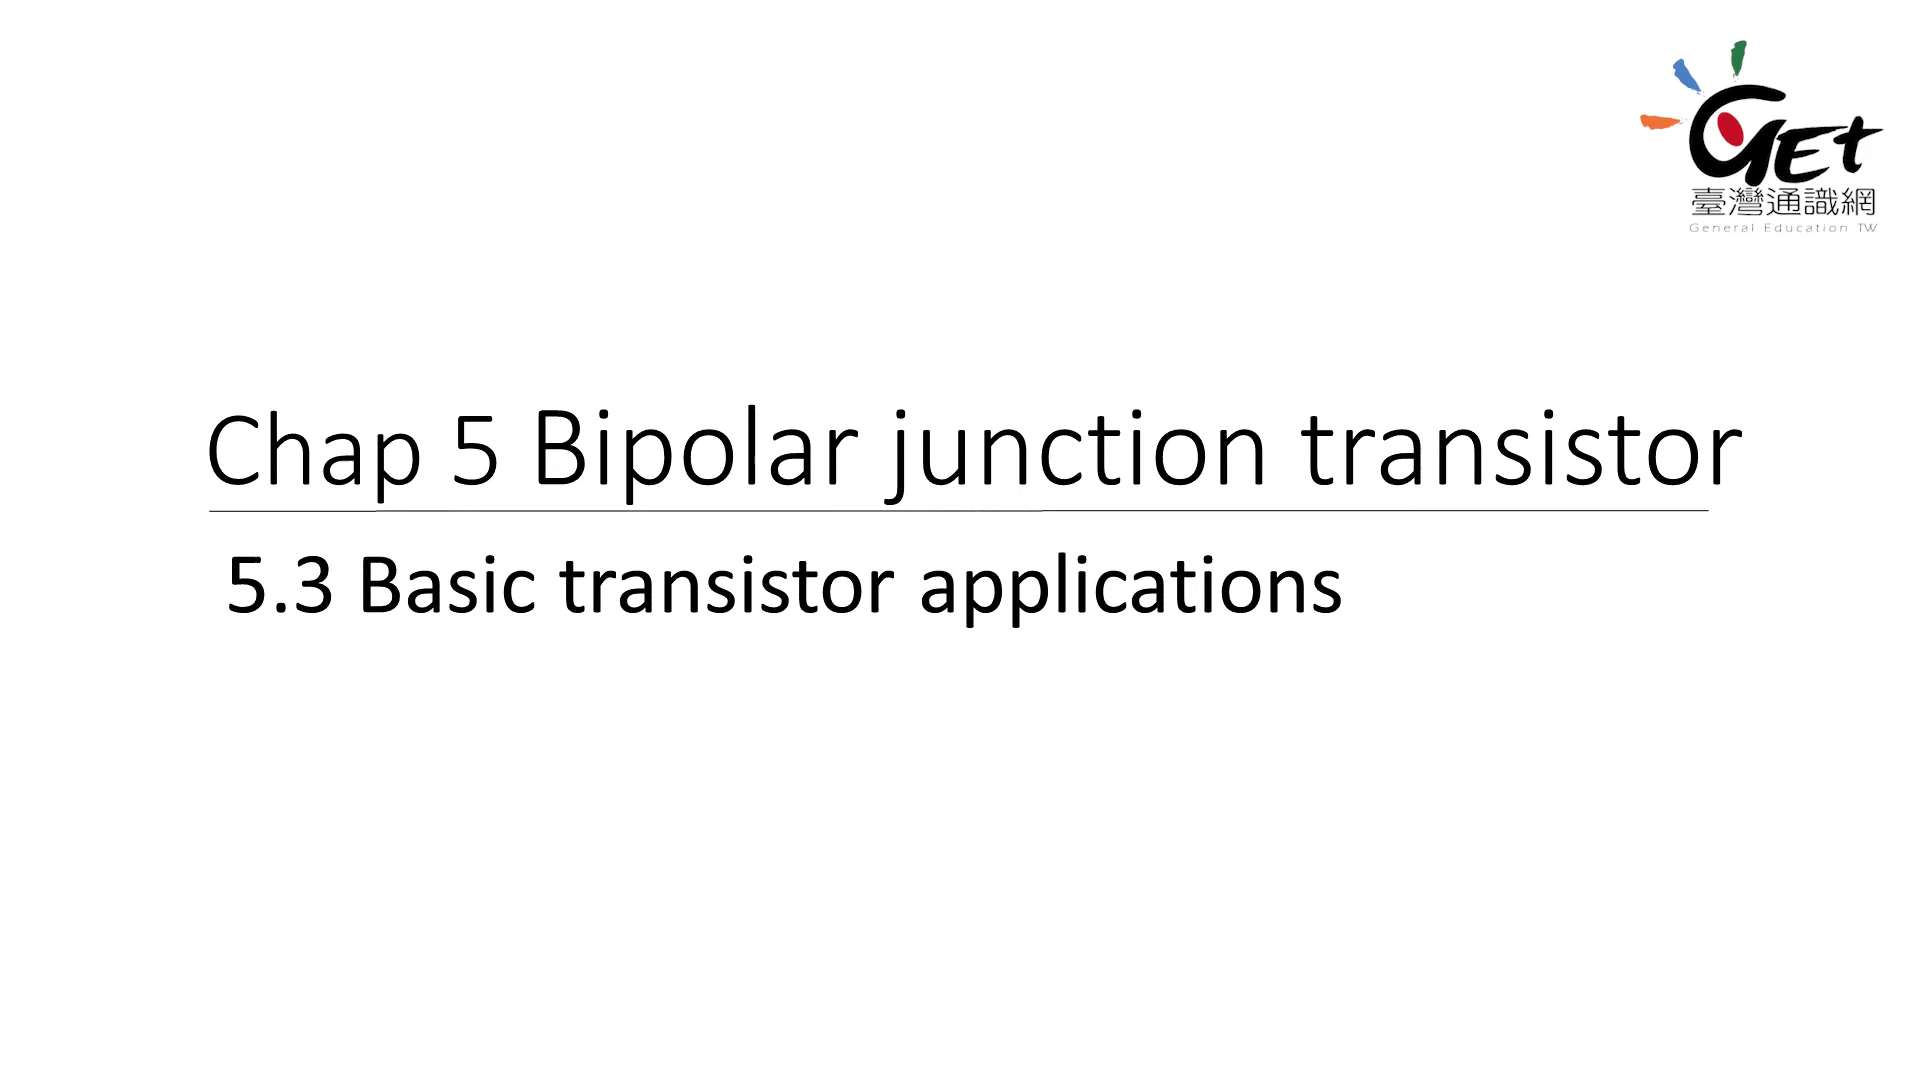 GEt
臺灣通識網
General Education TW
Chap 5 Bipolar junction transistor
5.3 Basic transistor applications